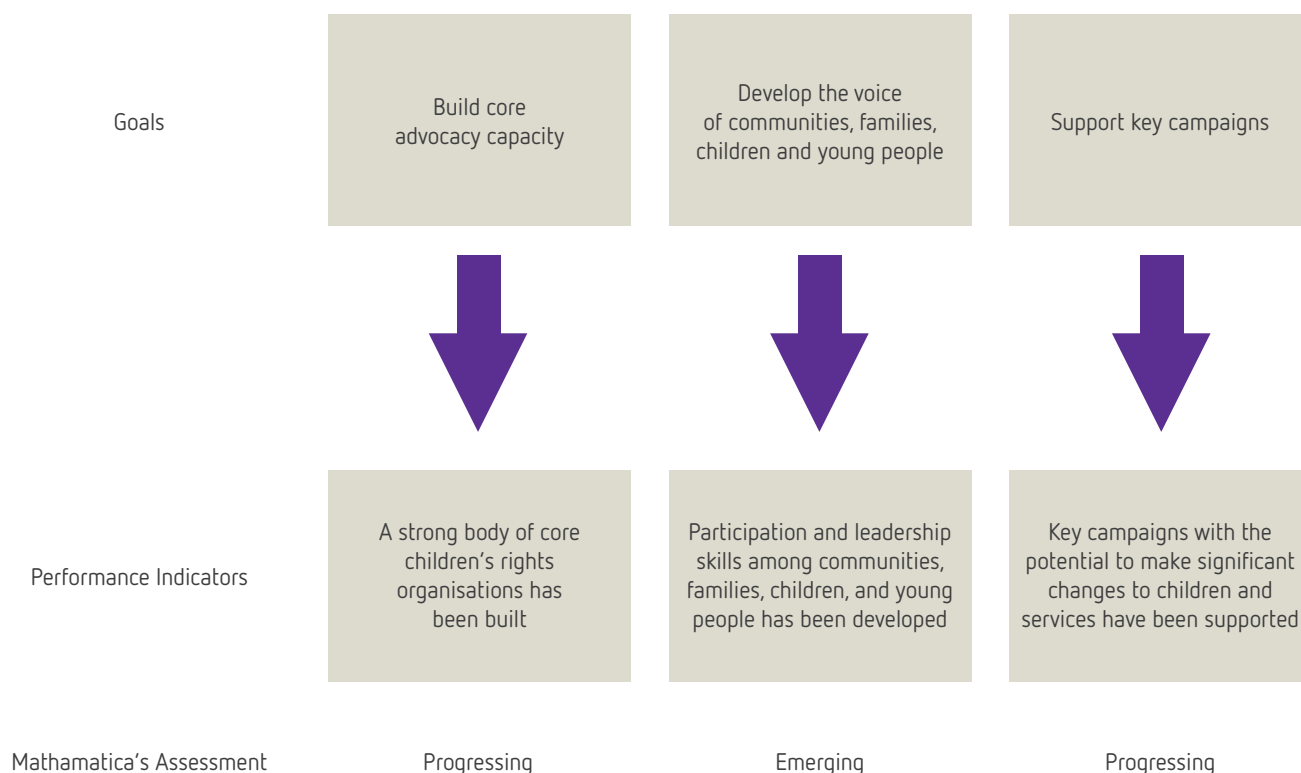 Goals
Build core
advocacy capacity
Develop the voice
of communities, families,
children and young people
Support key campaigns
Performance Indicators
A strong body of core
children's rights
organisations has
been built
Participation and leadership
skills among communities,
families, children, and young
people has been developed
Key campaigns with the
potential to make significant
changes to children and
services have been supported
Mathamatica's Assessment
Progressing
Emerging
Progressing